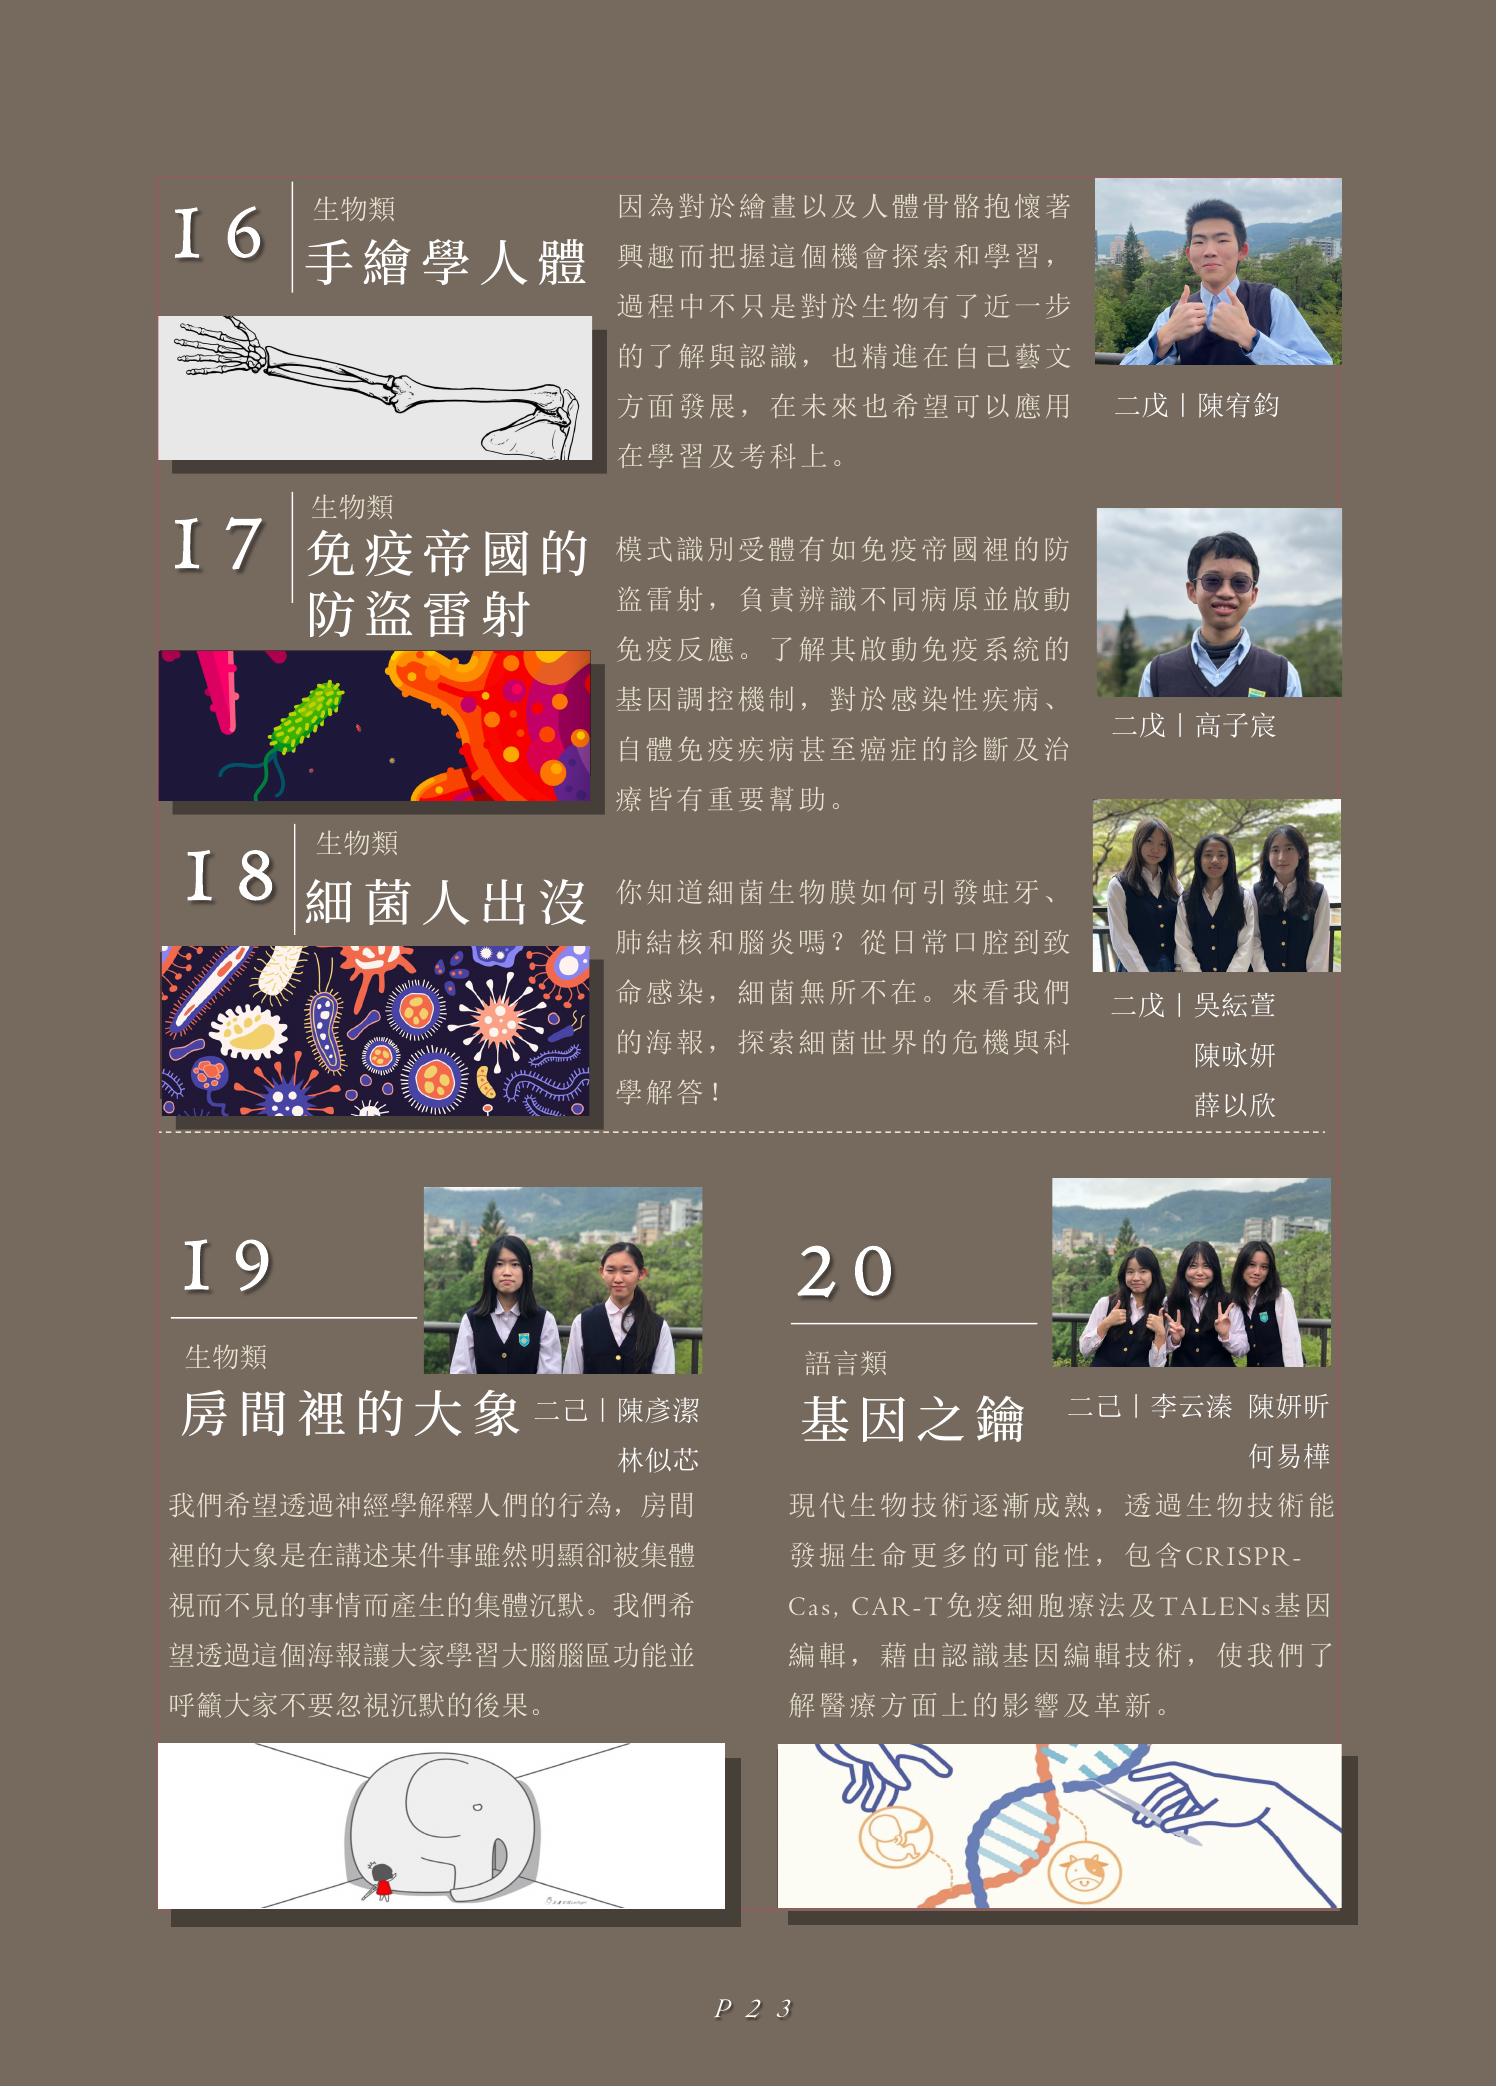 16
生物類
手繪學人體
因為對於繪畫以及人體骨骼抱懷著
興趣而把握這個機會探索和學習，
過程中不只是對於生物有了近一步
的了解與認識，也精進在自己藝文
方面發展，在未來也希望可以應用
在學習及考科上。
二戊｜陳宥鈞
17
生物類
免疫帝國的
防盜雷射
模式識別受體有如免疫帝國裡的防
盜雷射，負責辨識不同病原並啟動
免疫反應。了解其啟動免疫系統的
基因調控機制，對於感染性疾病、
自體免疫疾病甚至癌症的診斷及治
療皆有重要幫助。
二戊｜高子宸
18
生物類
細菌人出沒
你知道細菌生物膜如何引發蛀牙、
肺結核和腦炎嗎？從日常口腔到致
命感染，細菌無所不在。來看我們
的海報，探索細菌世界的危機與科
學解答！
二戊｜吳紜萱
陳咏妍
薛以欣
19
生物類
房間裡的大象
二己｜陳彥潔
林似芯
我們希望透過神經學解釋人們的行為，房間
裡的大象是在講述某件事雖然明顯卻被集體
視而不見的事情而產生的集體沉默。我們希
望透過這個海報讓大家學習大腦腦區功能並
呼籲大家不要忽視沉默的後果。
20
語言類
基因之鑰
二己｜李云溱 陳妍昕
何易樺
現代生物技術逐漸成熟，透過生物技術能
發掘生命更多的可能性，包含CRISPR-
Cas, CAR-T免疫細胞療法及TALENs基因
編輯，藉由認識基因編輯技術，使我們了
解醫療方面上的影響及革新。
P23